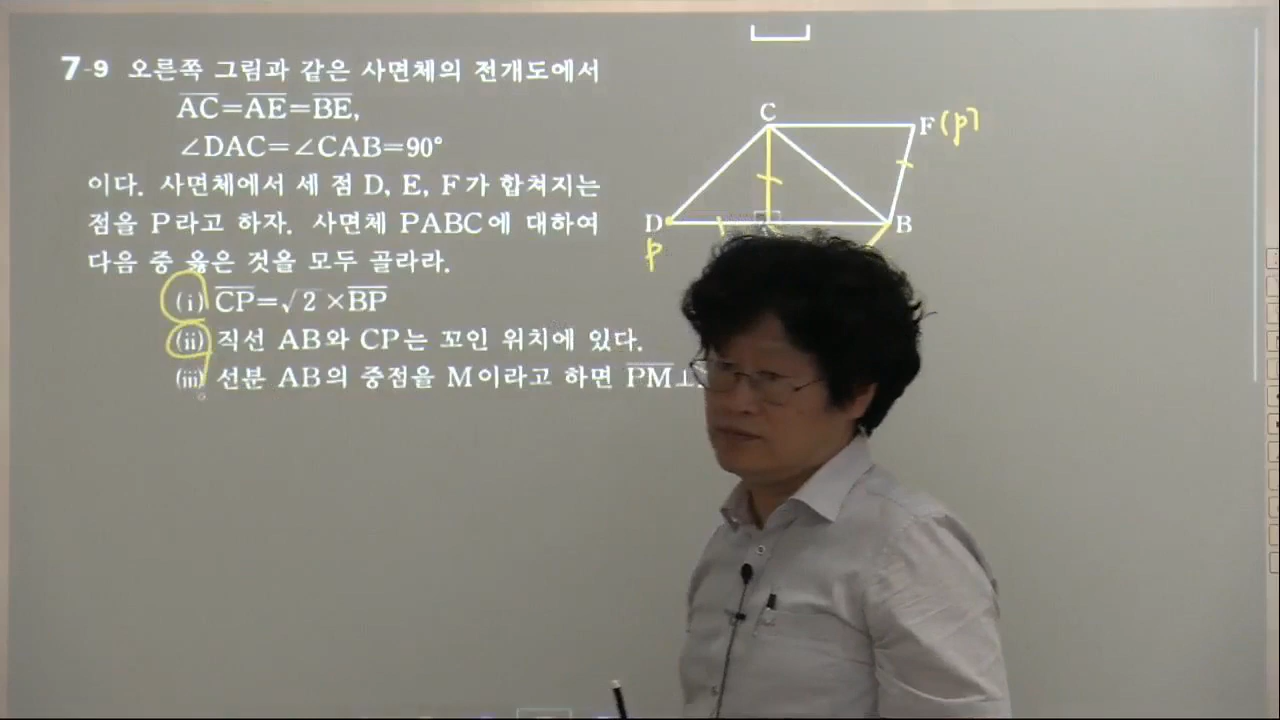 7-9 오른쪽 그림과 같은 사면체의 전개도에서
AC=AE=BE,
∠DAC=∠CAB=90°
이다. 사면체에서 세 점 D, E, F가 합쳐지는
점을 P라고 하자. 사면체 PABC에 대하여
다음 중 옳은 것을 모두 골라라.
(i) CP=√2×BP
(ii) 직선 AB와 CP는 꼬인 위치에 있다.
(iii) 선분 AB의 중점을 M이라고 하면 PM⊥
C
F (P)
D
B
P